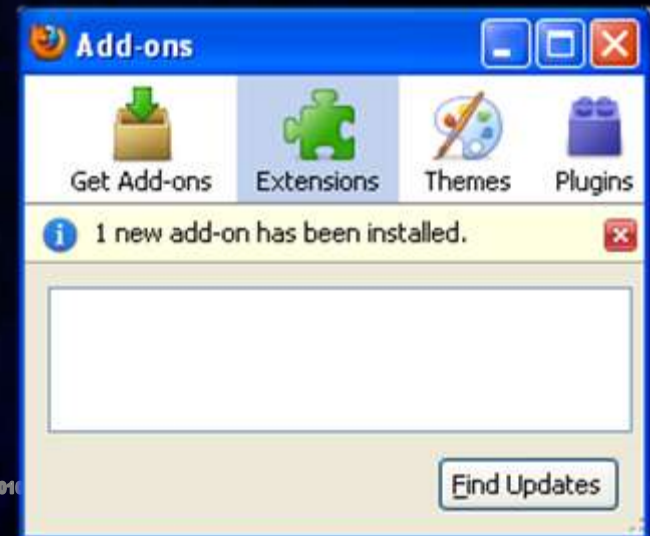 Add-ons
Get Add-ons Extensions Themes Plugins
1 new add-on has been installed.
Find Updates